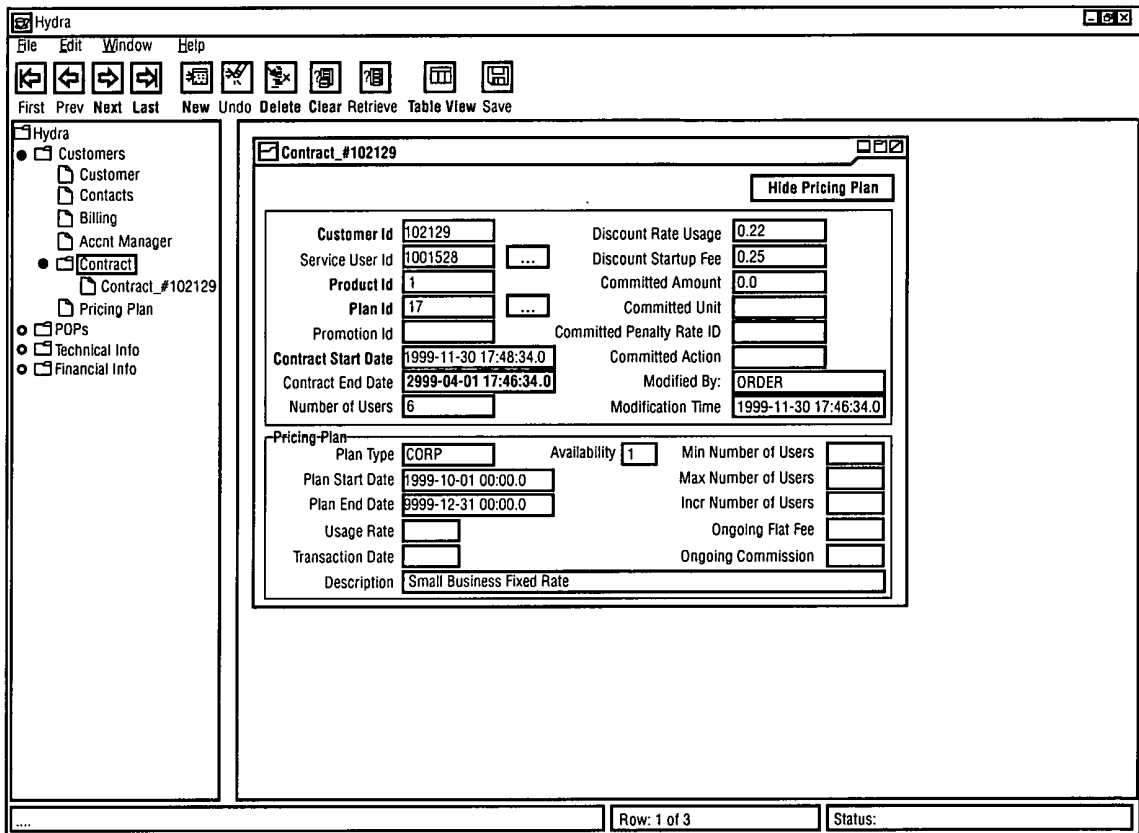 Hydra
File Edit Window Help
First Prev Next Last New Undo Delete Clear Retrieve Table View Save
Hydra
Customers
Customer
Contacts
Billing
Accnt Manager
Contract
Contract_#102129
Pricing Plan
POPs
Technical Info
Financial Info
Contract_#102129
Hide Pricing Plan
Customer Id 102129
Service User Id 1001528 ...
Product Id 1
Plan Id 17 ...
Promotion Id
Contract Start Date 1999-11-30 17:48:34.0
Contract End Date 2999-04-01 17:46:34.0
Number of Users 6
Discount Rate Usage 0.22
Discount Startup Fee 0.25
Committed Amount 0.0
Committed Unit
Committed Penalty Rate ID
Committed Action
Modified By: ORDER
Modification Time 1999-11-30 17:46:34.0
Pricing-Plan
Plan Type CORP Availability 1
Plan Start Date 1999-10-01 00:00.0
Plan End Date 9999-12-31 00:00.0
Usage Rate
Transaction Date
Min Number of Users
Max Number of Users
Incr Number of Users
Ongoing Flat Fee
Ongoing Commission
Description Small Business Fixed Rate
.... Row: 1 of 3 Status: